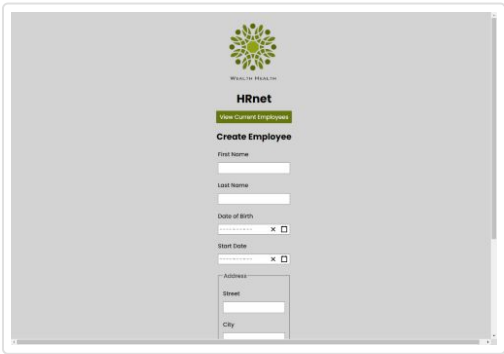 WEALTH HEALTH
HRnet
View Current Employees
Create Employee
First Name
Last Name
Date of Birth
Start Date
Address
Street
City